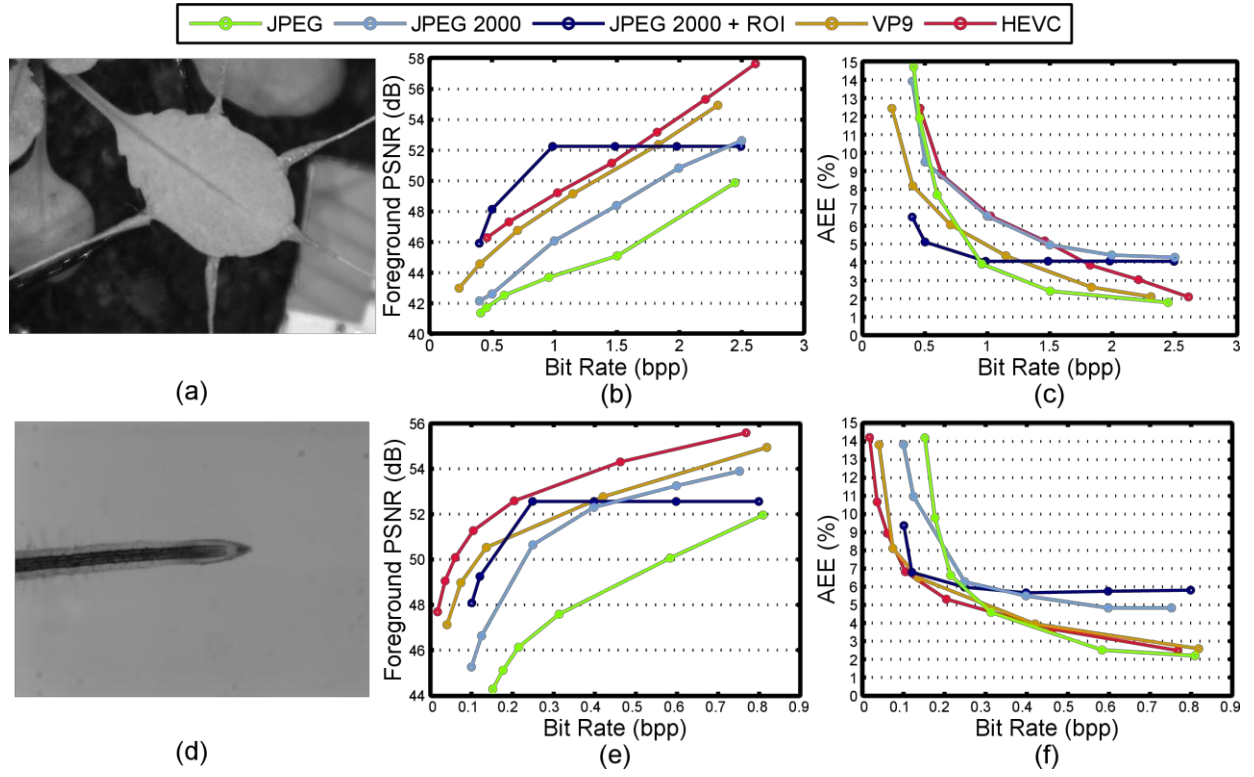 JPEG JPEG 2000 JPEG 2000 + ROI VP9 HEVC
(a)
Foreground PSNR (dB)
58
56
54
52
50
48
46
44
42
40
0 0.5 1 1.5 2 2.5 3
Bit Rate (bpp)
(b)
AEE (%)
15
14
13
12
11
10
9
8
7
6
5
4
3
2
1
0
0 0.5 1 1.5 2 2.5 3
Bit Rate (bpp)
(c)
(d)
Foreground PSNR (dB)
56
54
52
50
48
46
44
0 0.1 0.2 0.3 0.4 0.5 0.6 0.7 0.8 0.9
Bit Rate (bpp)
(e)
AEE (%)
15
14
13
12
11
10
9
8
7
6
5
4
3
2
1
0
0 0.1 0.2 0.3 0.4 0.5 0.6 0.7 0.8 0.9
Bit Rate (bpp)
(f)